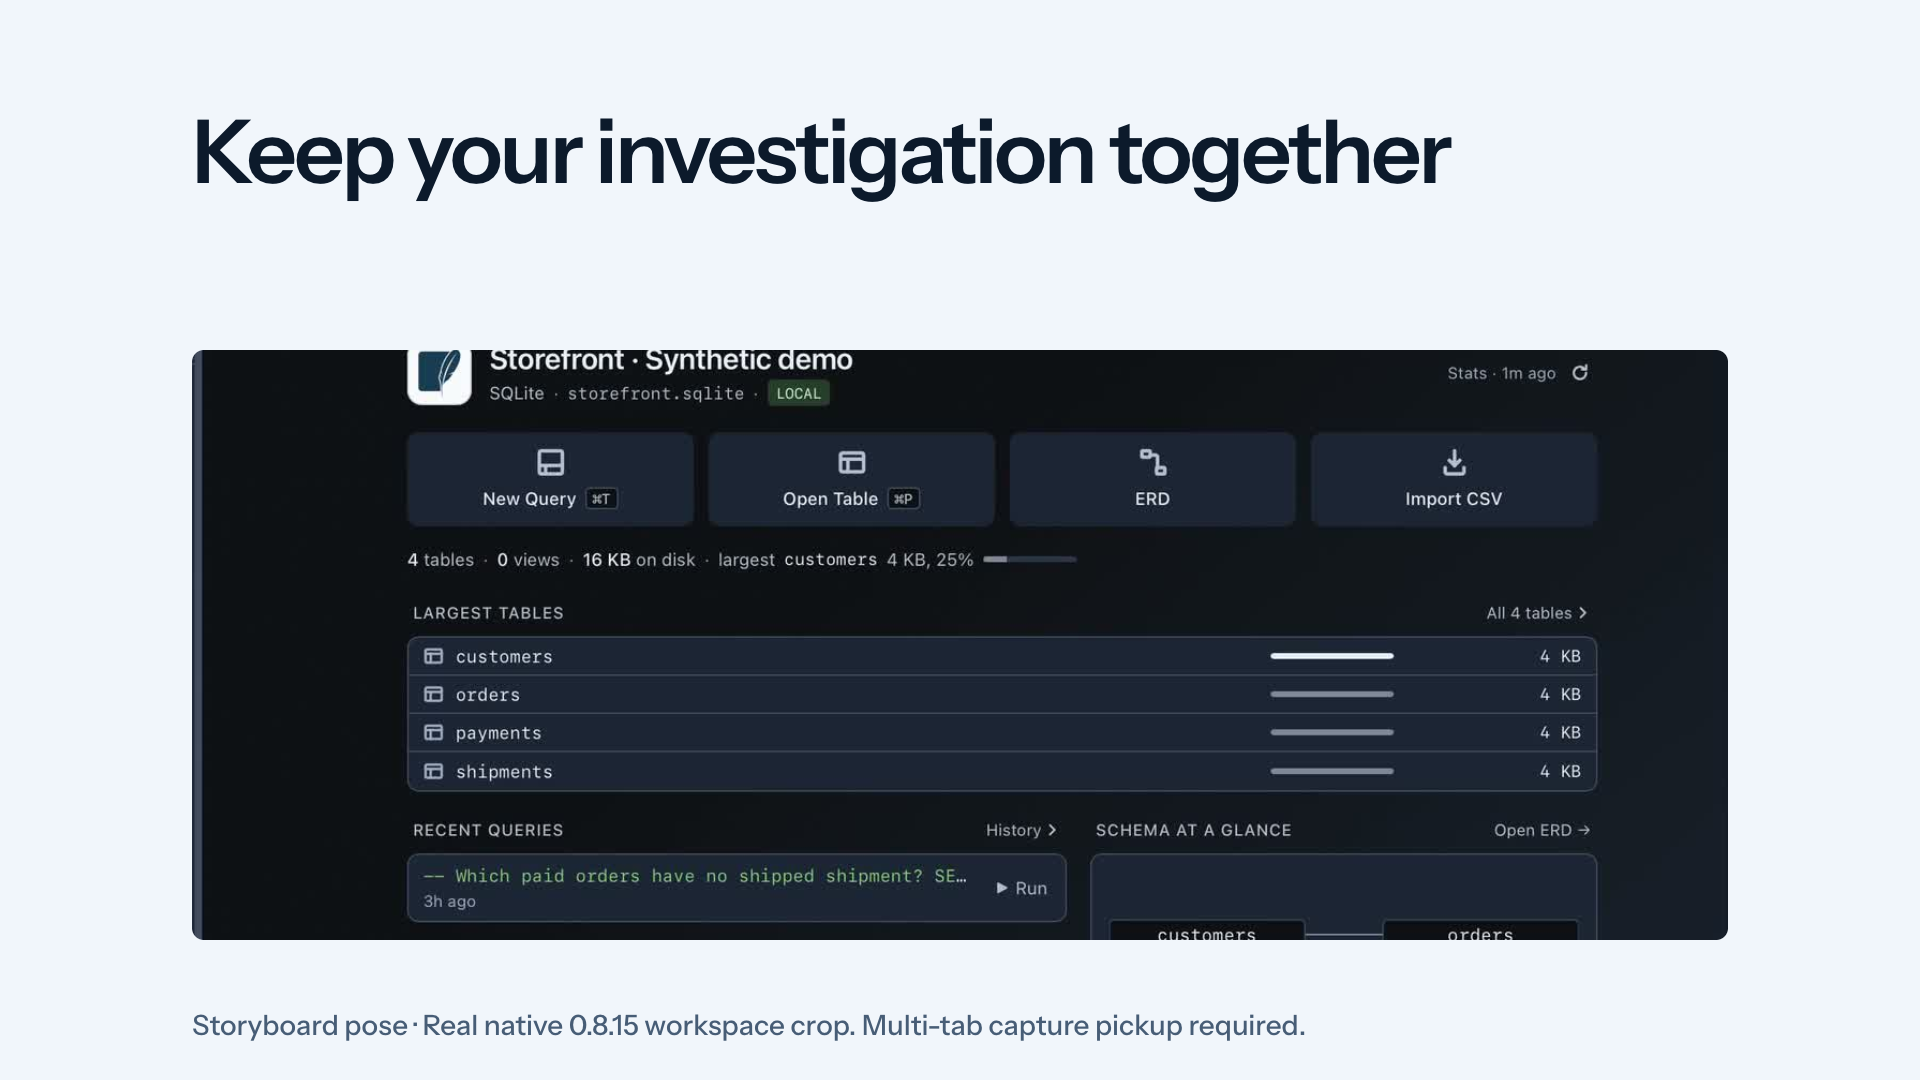 Keep your investigation together
Storefront · Synthetic demo
SQLite · storefront.sqlite · LOCAL
Stats · 1m ago
New Query ⌘T
Open Table ⌘P
ERD
Import CSV
4 tables · 0 views · 16 KB on disk · largest customers 4 KB, 25%
LARGEST TABLES
All 4 tables >
customers 4 KB
orders 4 KB
payments 4 KB
shipments 4 KB
RECENT QUERIES
History >
-- Which paid orders have no shipped shipment? SE…
3h ago
Run
SCHEMA AT A GLANCE
Open ERD →
customers
orders
Storyboard pose · Real native 0.8.15 workspace crop. Multi-tab capture pickup required.